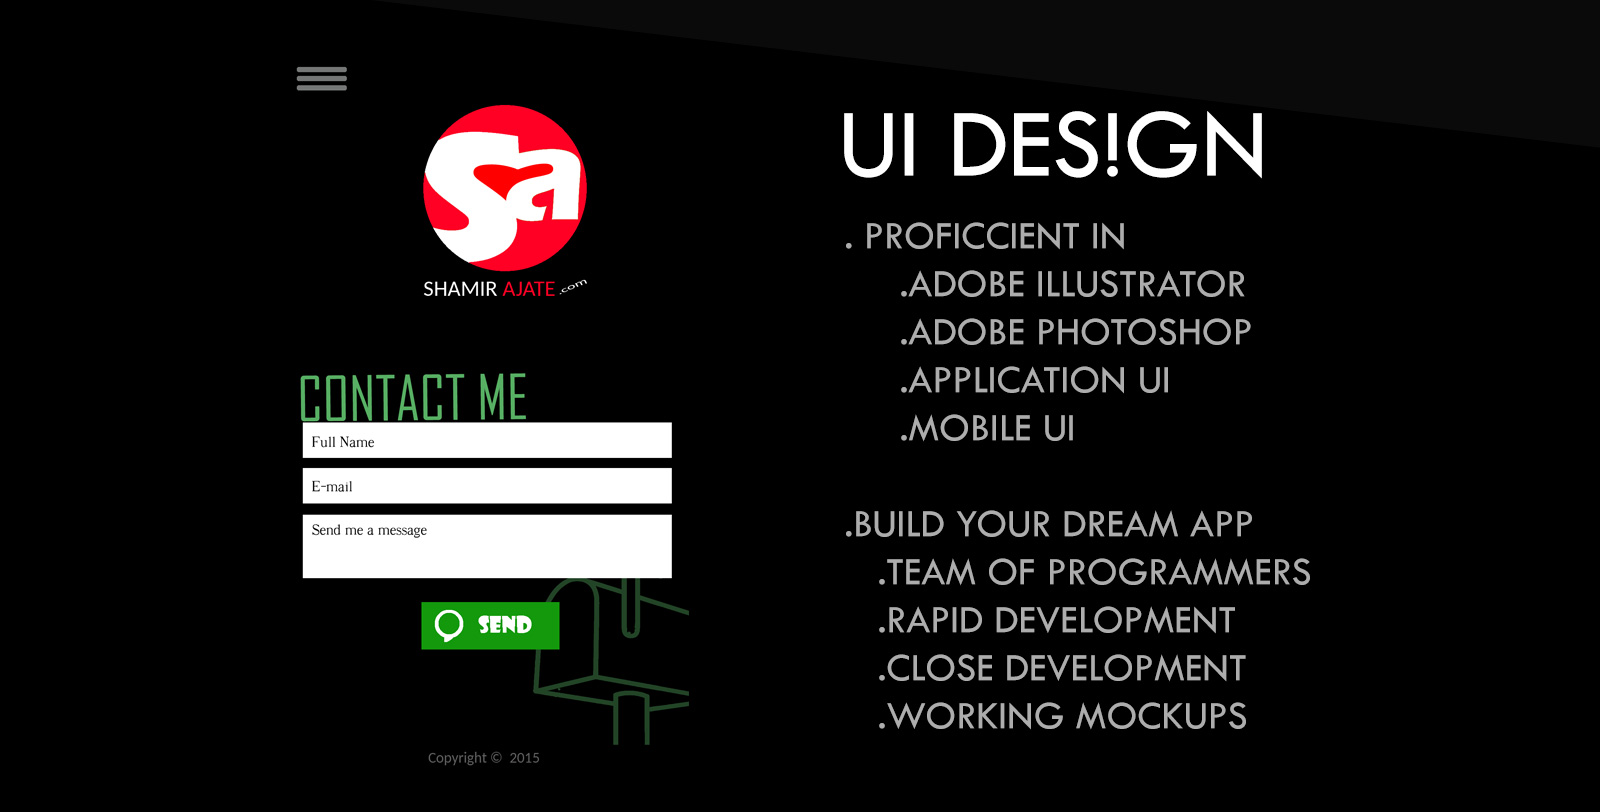 Sa
SHAMIR AJATE .com
CONTACT ME
Full Name
E-mail
Send me a message
SEND
Copyright © 2015
UI DES!GN
. PROFICCIENT IN
.ADOBE ILLUSTRATOR
.ADOBE PHOTOSHOP
.APPLICATION UI
.MOBILE UI
.BUILD YOUR DREAM APP
.TEAM OF PROGRAMMERS
.RAPID DEVELOPMENT
.CLOSE DEVELOPMENT
.WORKING MOCKUPS